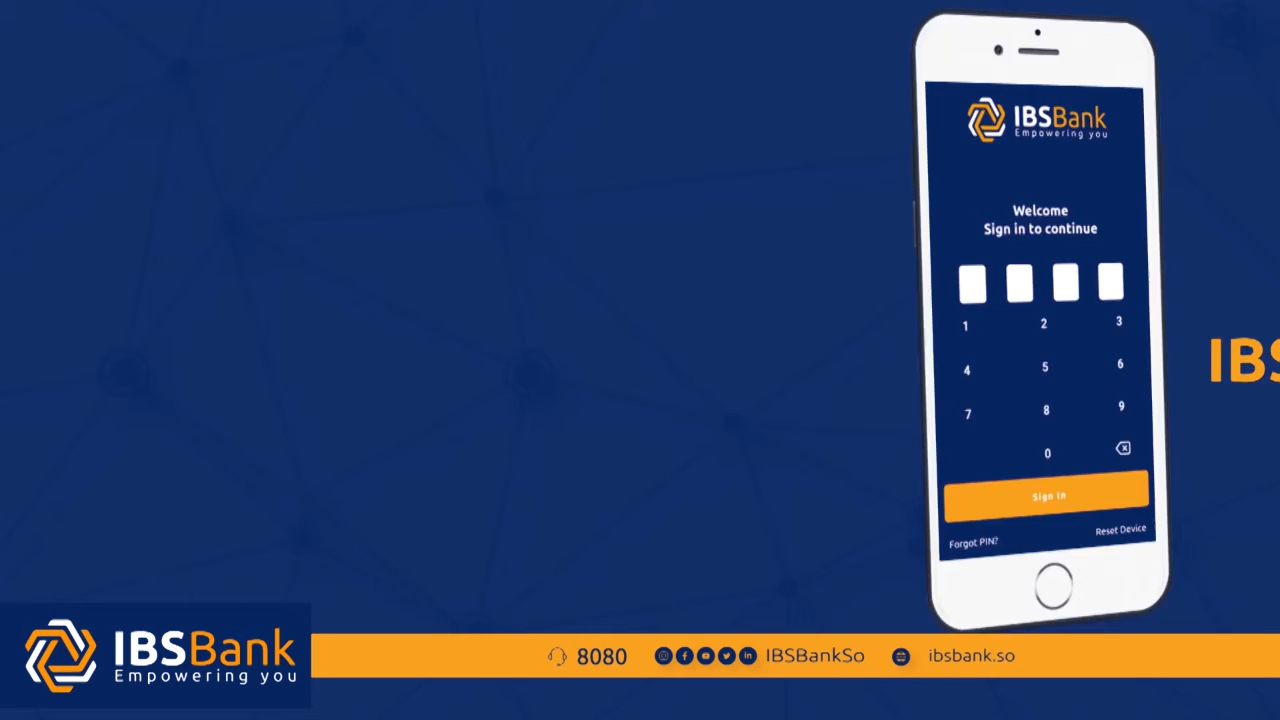 IBSBank
Empowering you
Welcome
Sign in to continue
1 2 3
4 5 6
7 8 9
0
Sign In
Forgot PIN? Reset Device
IBS
IBSBank
Empowering you
8080 IBSBankSo ibsbank.so